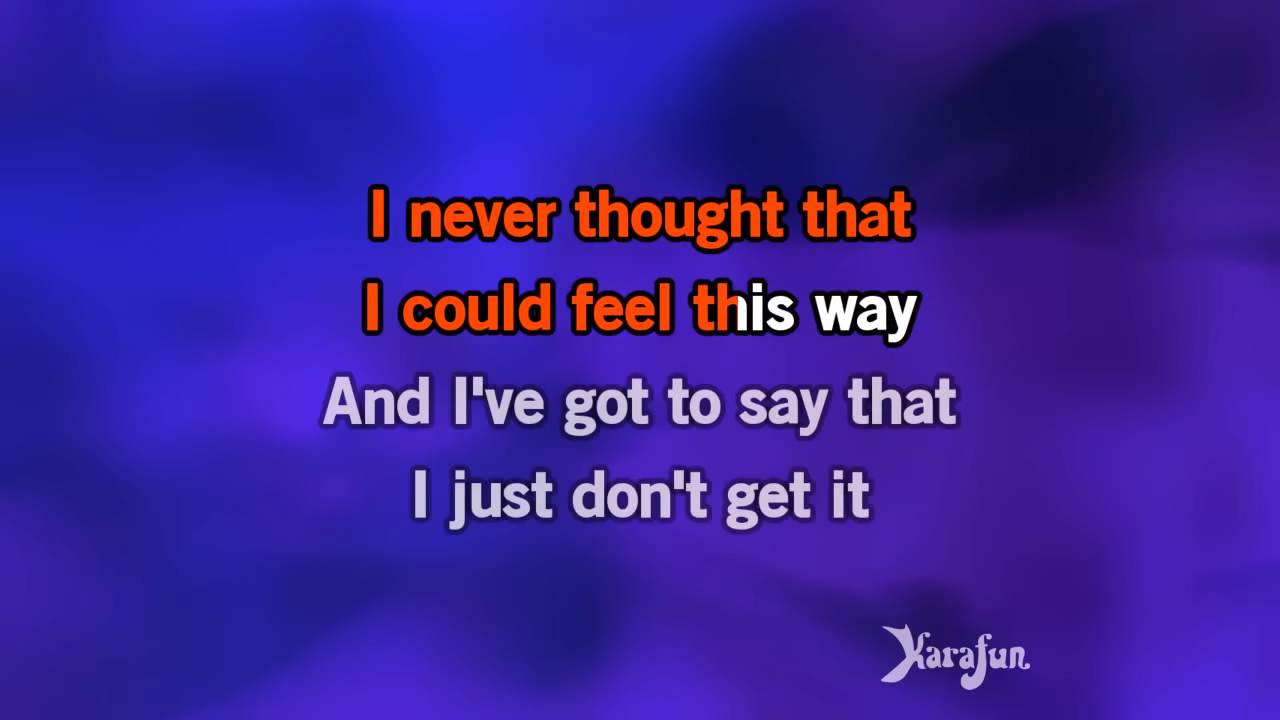 I never thought that
I could feel this way
And I've got to say that
I just don't get it
Karafun